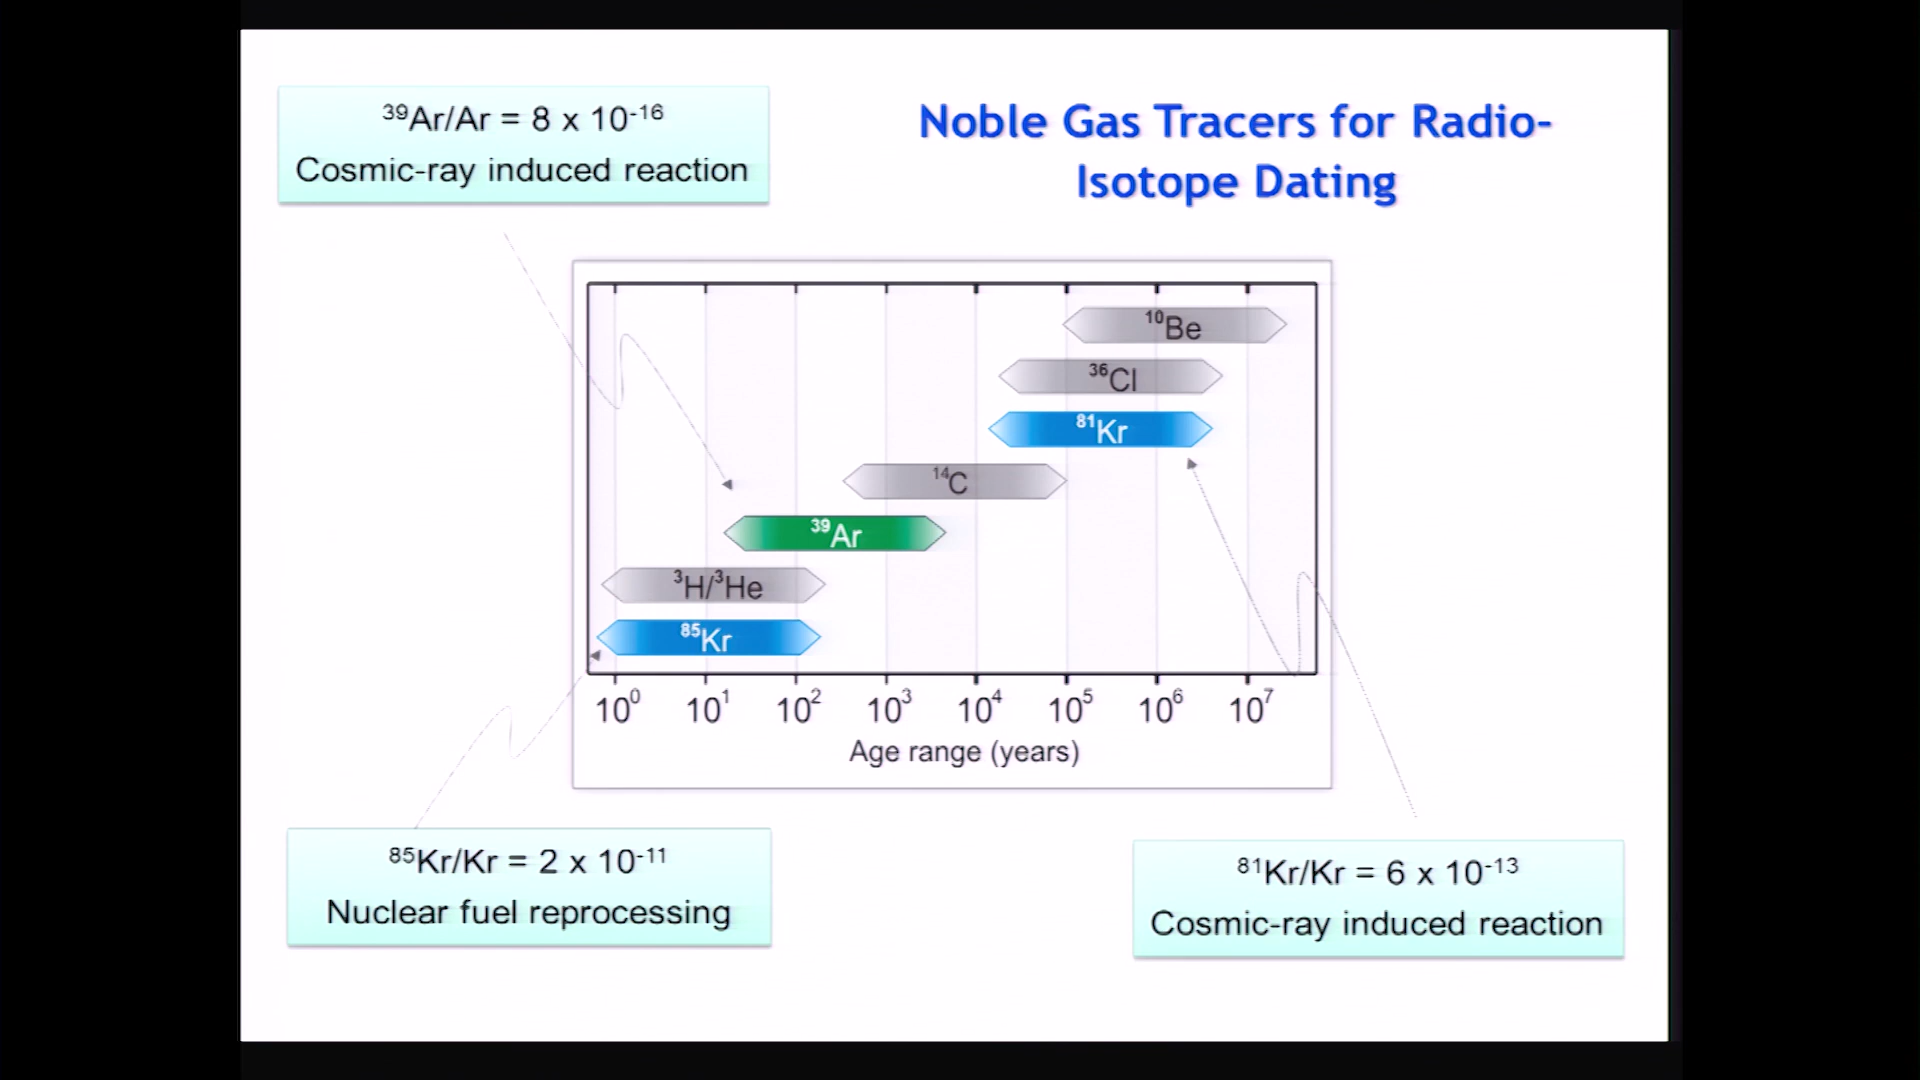 ³⁹Ar/Ar = 8 x 10⁻¹⁶
Cosmic-ray induced reaction
Noble Gas Tracers for Radio-
Isotope Dating
¹⁰Be
³⁶Cl
⁸¹Kr
¹⁴C
³⁹Ar
³H/³He
⁸⁵Kr
10⁰ 10¹ 10² 10³ 10⁴ 10⁵ 10⁶ 10⁷
Age range (years)
⁸⁵Kr/Kr = 2 x 10⁻¹¹
Nuclear fuel reprocessing
⁸¹Kr/Kr = 6 x 10⁻¹³
Cosmic-ray induced reaction